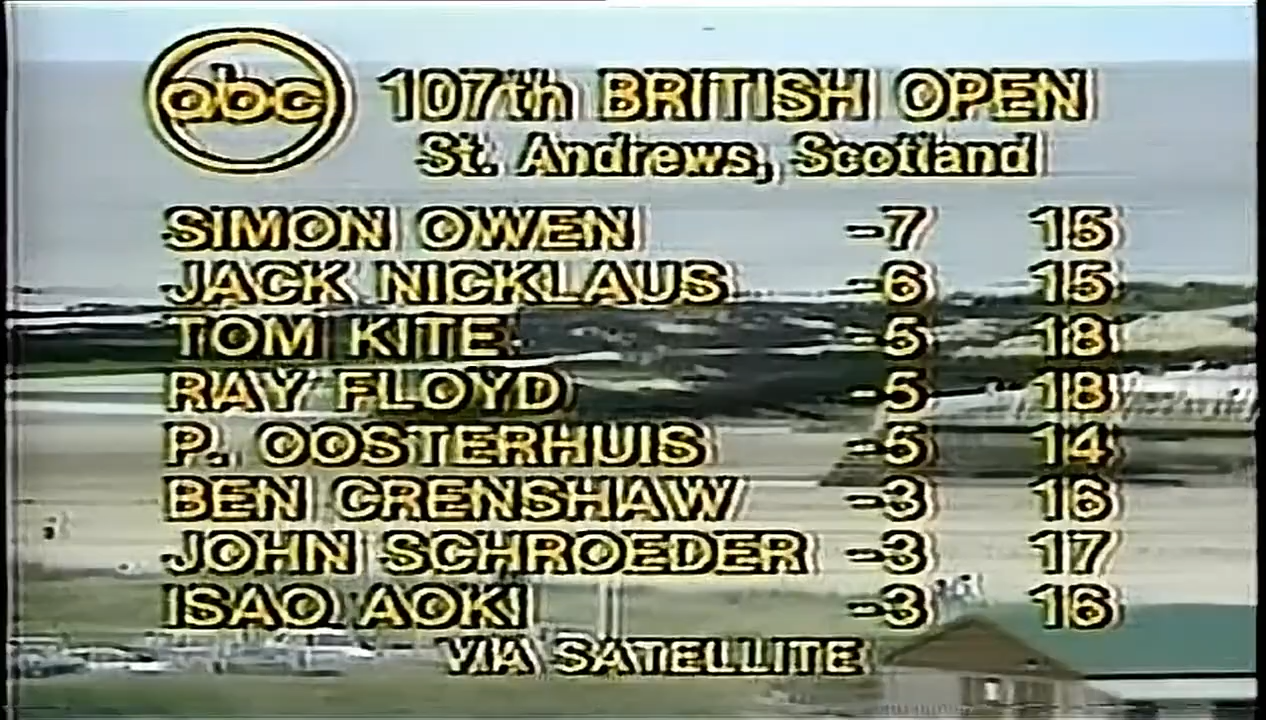 abc
107th BRITISH OPEN
St. Andrews, Scotland
SIMON OWEN -7 15
JACK NICKLAUS -6 15
TOM KITE -5 18
RAY FLOYD -5 18
P. OOSTERHUIS -5 14
BEN CRENSHAW -3 16
JOHN SCHROEDER -3 17
ISAO AOKI -3 16
VIA SATELLITE